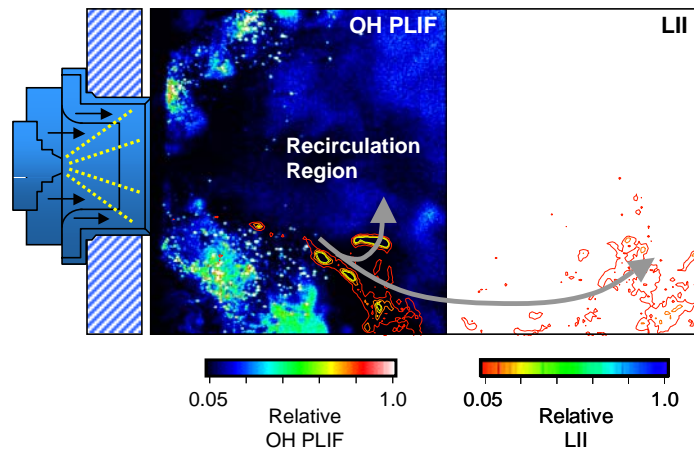 OH PLIF
LII
Recirculation
Region
0.05
1.0
Relative
OH PLIF
0.05
1.0
Relative
LII